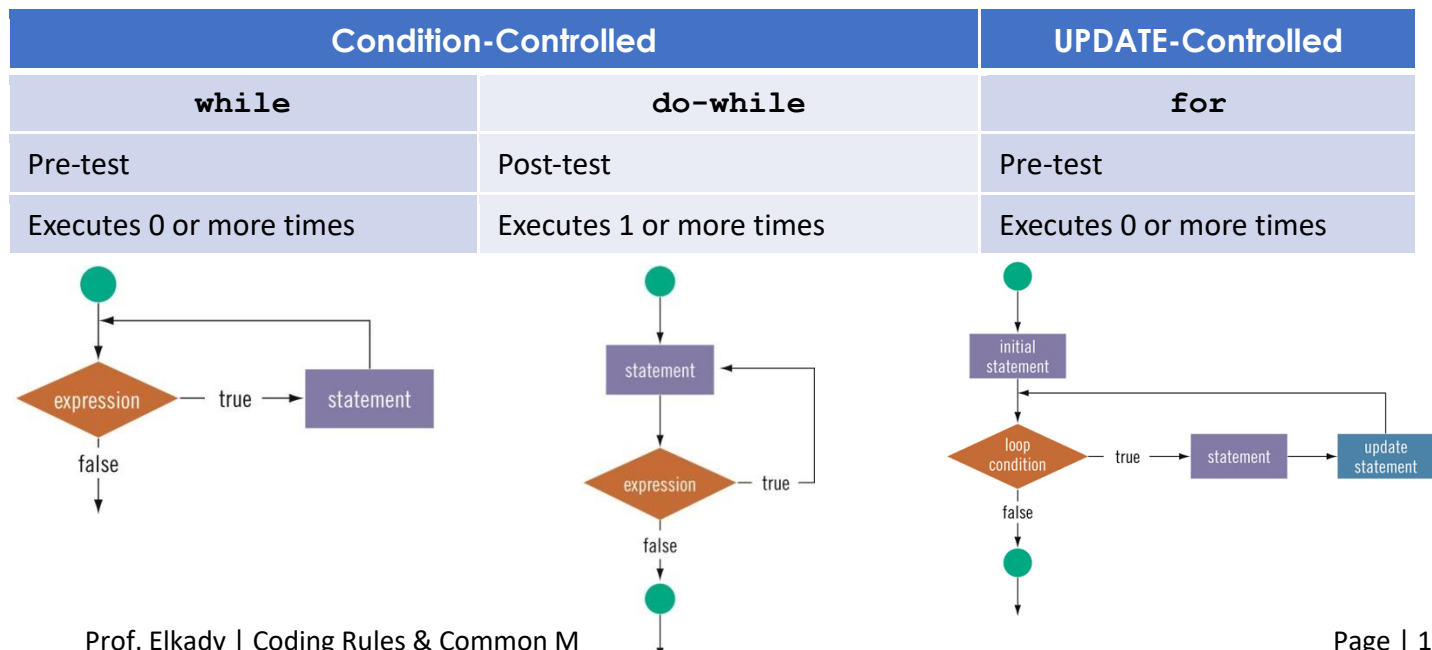 Condition-Controlled UPDATE-Controlled
while do-while for
Pre-test Post-test Pre-test
Executes 0 or more times Executes 1 or more times Executes 0 or more times
expression true statement
false
statement
expression true
false
initial
statement
loop
condition true statement update
statement
false
Prof. Elkady | Coding Rules & Common M
Page | 1